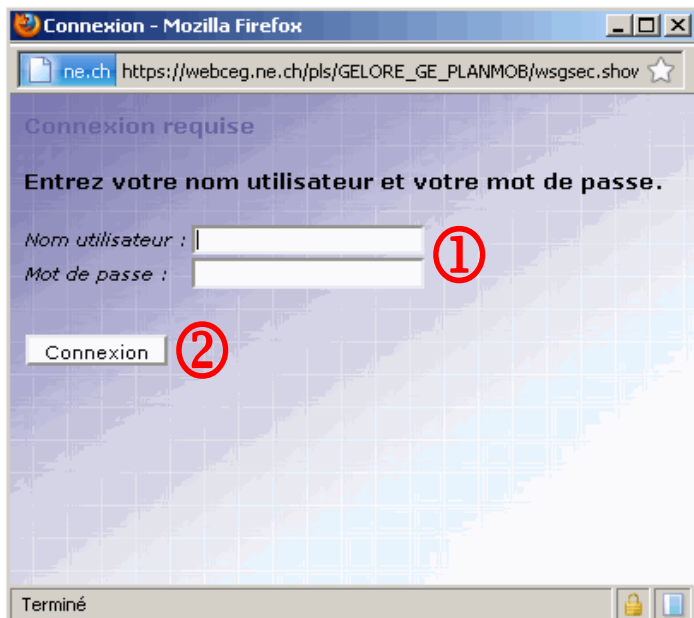 Connexion - Mozilla Firefox
ne.ch https://webceg.ne.ch/pls/GELORE_GE_PLANMOB/wsgsec.shov
Connexion requise
Entrez votre nom utilisateur et votre mot de passe.
Nom utilisateur :
①
Mot de passe :
Connexion ②
Terminé